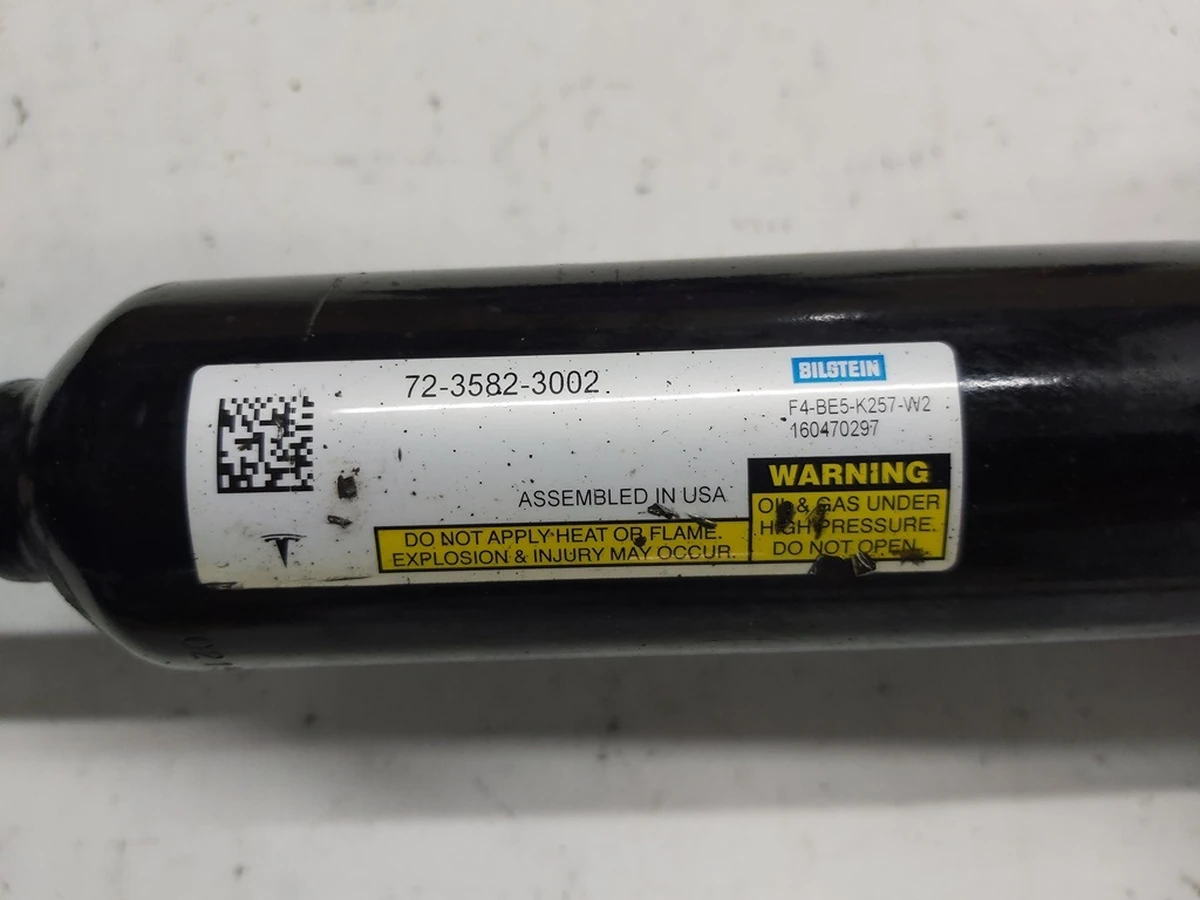 72-3582-3002
BILSTEIN
F4-BE5-K257-W2
160470297
ASSEMBLED IN USA
DO NOT APPLY HEAT OR FLAME.
EXPLOSION & INJURY MAY OCCUR.
WARNING
OIL & GAS UNDER
HIGH PRESSURE.
DO NOT OPEN.